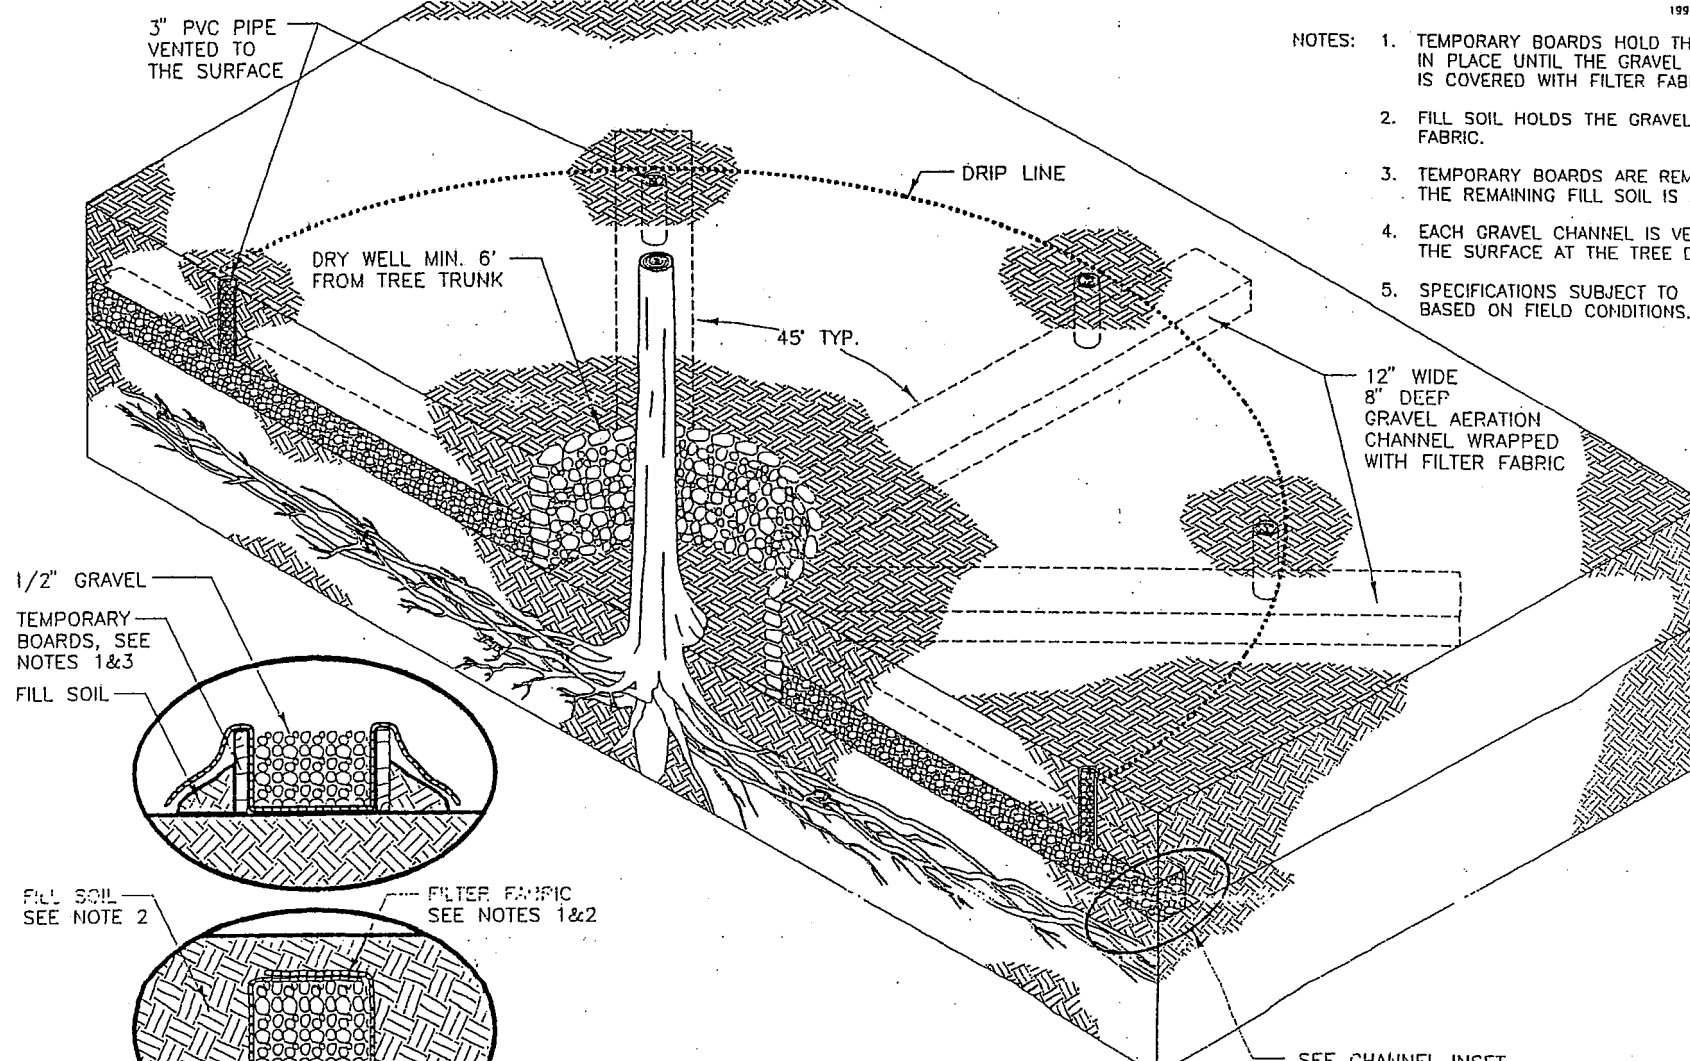 199
3" PVC PIPE
VENTED TO
THE SURFACE
NOTES: 1. TEMPORARY BOARDS HOLD TH
IN PLACE UNTIL THE GRAVEL
IS COVERED WITH FILTER FAB
2. FILL SOIL HOLDS THE GRAVEL
FABRIC.
3. TEMPORARY BOARDS ARE REM
THE REMAINING FILL SOIL IS
4. EACH GRAVEL CHANNEL IS VE
THE SURFACE AT THE TREE D
5. SPECIFICATIONS SUBJECT TO
BASED ON FIELD CONDITIONS.
DRIP LINE
DRY WELL MIN. 6'
FROM TREE TRUNK
45' TYP.
12" WIDE
8" DEEP
GRAVEL AERATION
CHANNEL WRAPPED
WITH FILTER FABRIC
1/2" GRAVEL
TEMPORARY
BOARDS, SEE
NOTES 1&3
FILL SOIL
FILL SOIL
SEE NOTE 2
FILTER FABRIC
SEE NOTES 1&2
SEE CHANNEL INSET